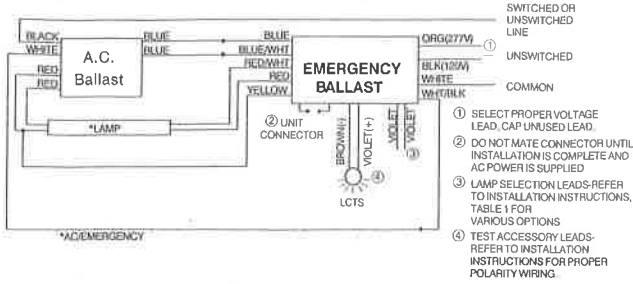 SWITCHED OR
UNSWITCHED
LINE
BLACK
WHITE
RED
RED
A.C.
Ballast
BLUE
BLUE
BLUE
BLUE/WHT
RED/WHT
RED
YELLOW
EMERGENCY
BALLAST
ORG(277V)
①
UNSWITCHED
BLK(120V)
WHITE
COMMON
WHT/BLK
*LAMP
② UNIT
CONNECTOR
BROWN(-)
VIOLET(+)
VIOLET
VIOLET
③
④
LCTS
*AC/EMERGENCY
① SELECT PROPER VOLTAGE
LEAD. CAP UNUSED LEAD.
② DO NOT MATE CONNECTOR UNTIL
INSTALLATION IS COMPLETE AND
AC POWER IS SUPPLIED
③ LAMP SELECTION LEADS-REFER
TO INSTALLATION INSTRUCTIONS,
TABLE 1 FOR
VARIOUS OPTIONS
④ TEST ACCESSORY LEADS-
REFER TO INSTALLATION
INSTRUCTIONS FOR PROPER
POLARITY WIRING.